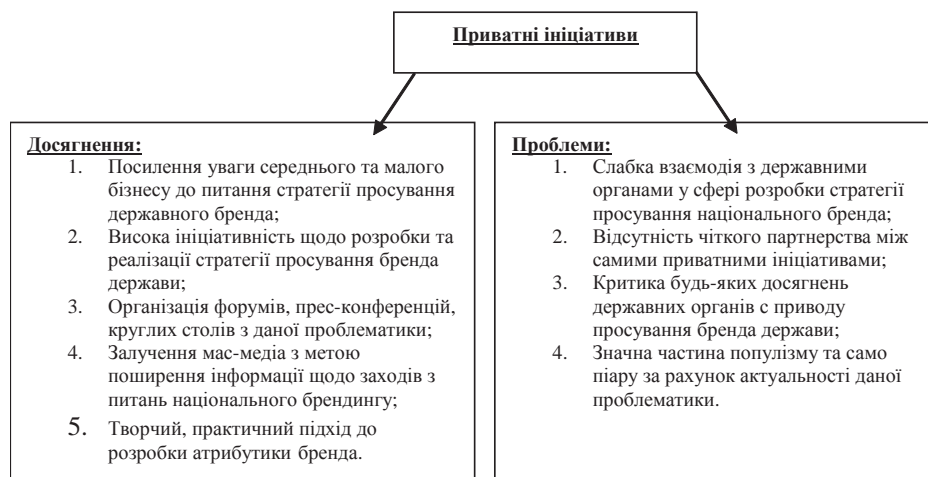 Приватні ініціативи
Досягнення:
1. Посилення уваги середнього та малого
бізнесу до питання стратегії просування
державного бренда;
2. Висока ініціативність щодо розробки та
реалізації стратегії просування бренда
держави;
3. Організація форумів, прес-конференцій,
круглих столів з даної проблематики;
4. Залучення мас-медіа з метою
поширення інформації щодо заходів з
питань національного брендингу;
5. Творчий, практичний підхід до
розробки атрибутики бренда.
Проблеми:
1. Слабка взаємодія з державними
органами у сфері розробки стратегії
просування національного бренда;
2. Відсутність чіткого партнерства між
самими приватними ініціативами;
3. Критика будь-яких досягнень
державних органів с приводу
просування бренда держави;
4. Значна частина популізму та само
піару за рахунок актуальності даної
проблематики.